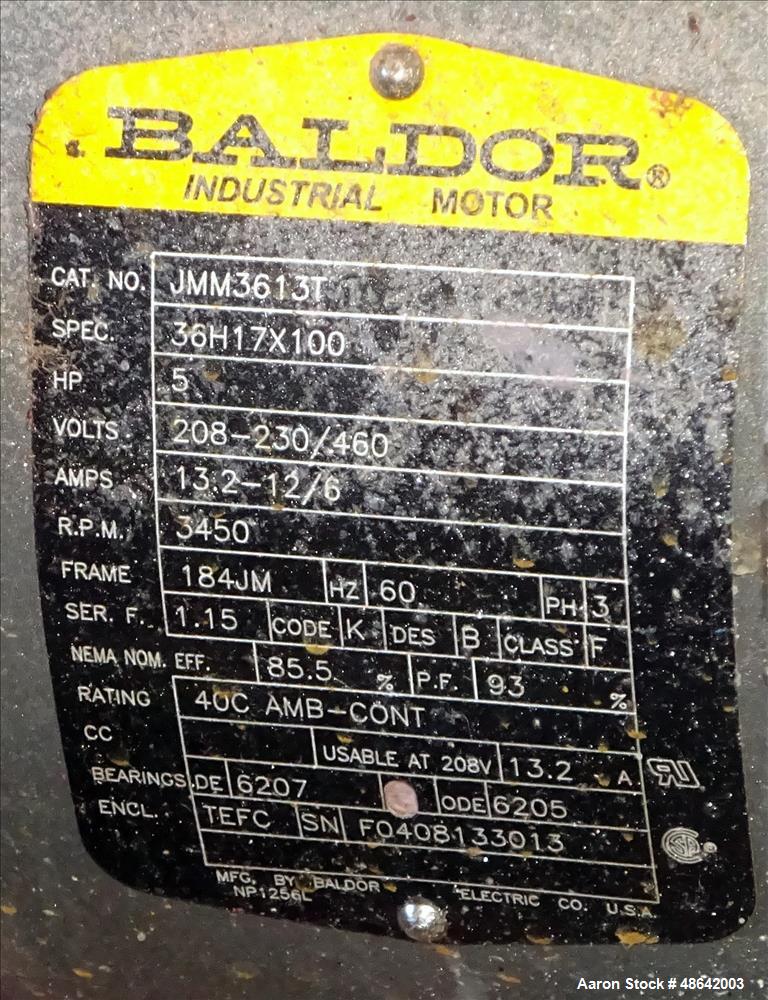 BALDOR®
INDUSTRIAL MOTOR
CAT. NO. JMM3613T
SPEC. 36H17X100
HP 5
VOLTS 208-230/460
AMPS 13.2-12/6
R.P.M. 3450
FRAME 184JM HZ 60 PH 3
SER. F. 1.15 CODE K DES B CLASS F
NEMA NOM. EFF. 85.5 % P.F. 93 %
RATING 40C AMB-CONT
CC USABLE AT 208V 13.2 A
BEARINGS DE 6207 ODE 6205
ENCL. TEFC SN F0408133013
MFG. BY BALDOR ELECTRIC CO. U.S.A.
NP1256L
Aaron Stock # 48642003